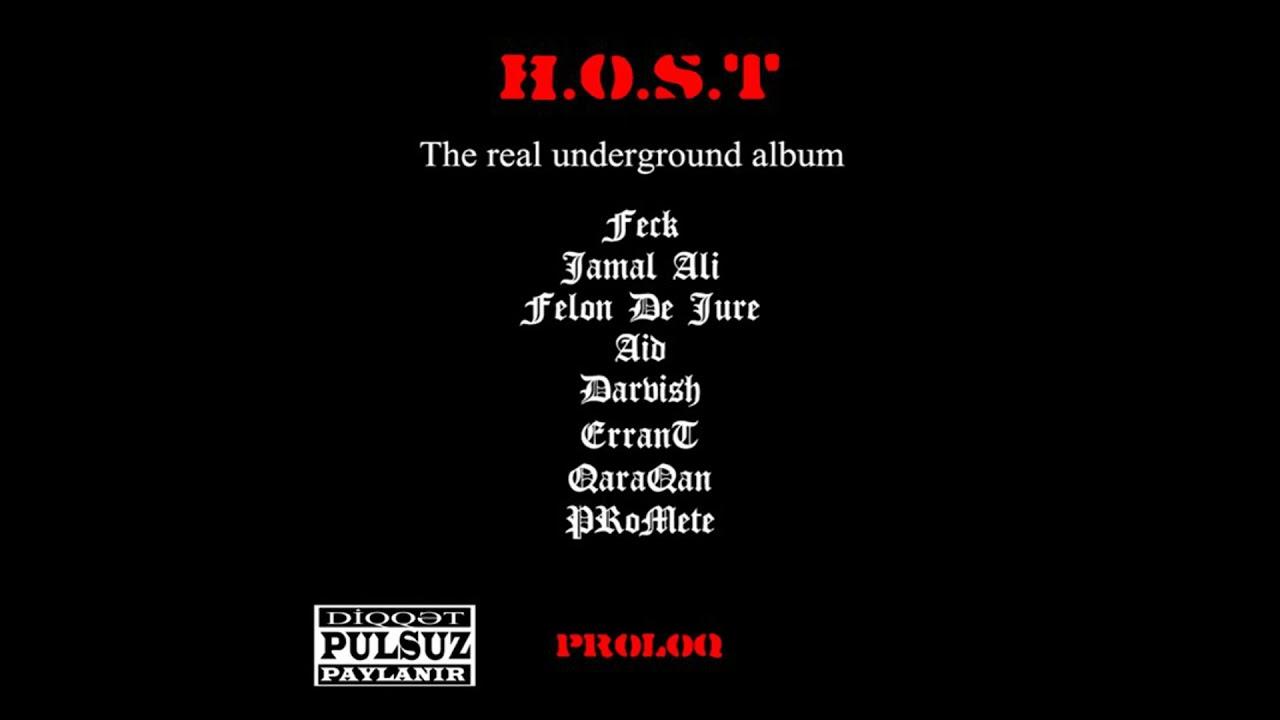 H.O.S.T
The real underground album
Feck
Jamal Ali
Felon De Jure
Aid
Darvish
ErranT
QaraQan
PRoMete
DİQQƏT
PULSUZ
PAYLANIR
PROLOQ